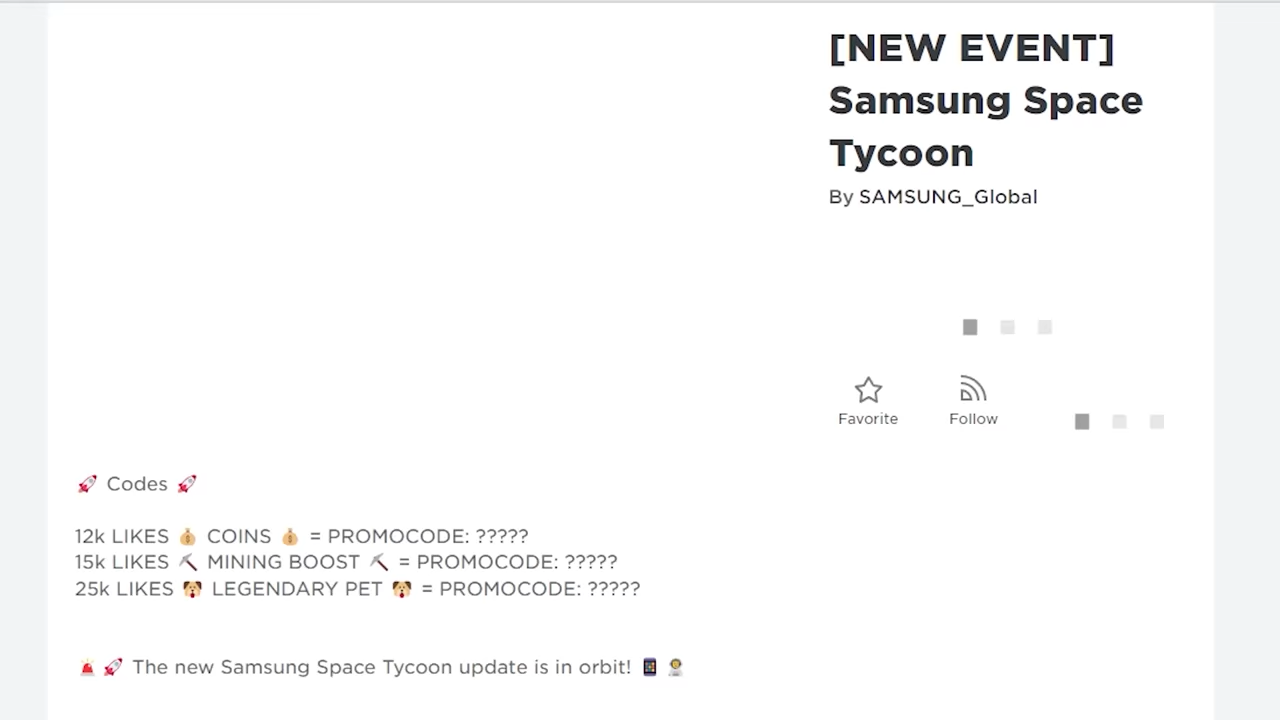 [NEW EVENT]
Samsung Space
Tycoon
By SAMSUNG_Global
Favorite
Follow
🚀 Codes 🚀
12k LIKES 💰 COINS 💰 = PROMOCODE: ?????
15k LIKES ⛏️ MINING BOOST ⛏️ = PROMOCODE: ?????
25k LIKES 🐶 LEGENDARY PET 🐶 = PROMOCODE: ?????
🚨🚀 The new Samsung Space Tycoon update is in orbit! 📱 👨‍🚀